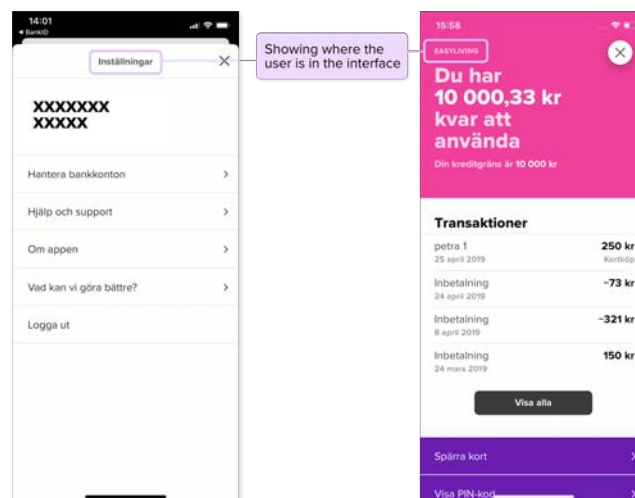 14:01
BankID
Inställningar
XXXXXXX
XXXXX
Hantera bankkonton
Hjälp och support
Om appen
Vad kan vi göra bättre?
Logga ut
Showing where the
user is in the interface
15:58
EASYLIVING
Du har
10 000,33 kr
kvar att
använda
Din kreditgräns är 10 000 kr
Transaktioner
petra 1 250 kr
25 april 2019 Kortköp
Inbetalning −73 kr
24 april 2019
Inbetalning −321 kr
8 april 2019
Inbetalning 150 kr
24 mars 2019
Visa alla
Spärra kort
Visa PIN-kod